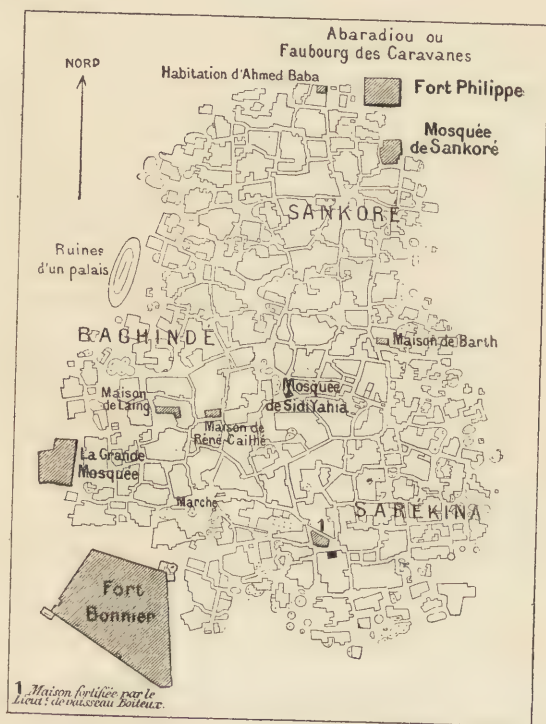 Abaradiou ou
Faubourg des Caravanes
NORD
Habitation d'Ahmed Baba
Fort Philippe
Mosquée
de Sankoré
SANKORÉ
Ruines
d'un palais
BAGHINDÉ
Maison de Barth
Maison
de Laing
Mosquée
de Sidi Yahia
Maison de
Réné-Caillié
La Grande
Mosquée
Marché
SAREKINA
1
Fort
Bonnier
1 Maison fortifiée par le
Lieut.t de vaisseau Boiteux.